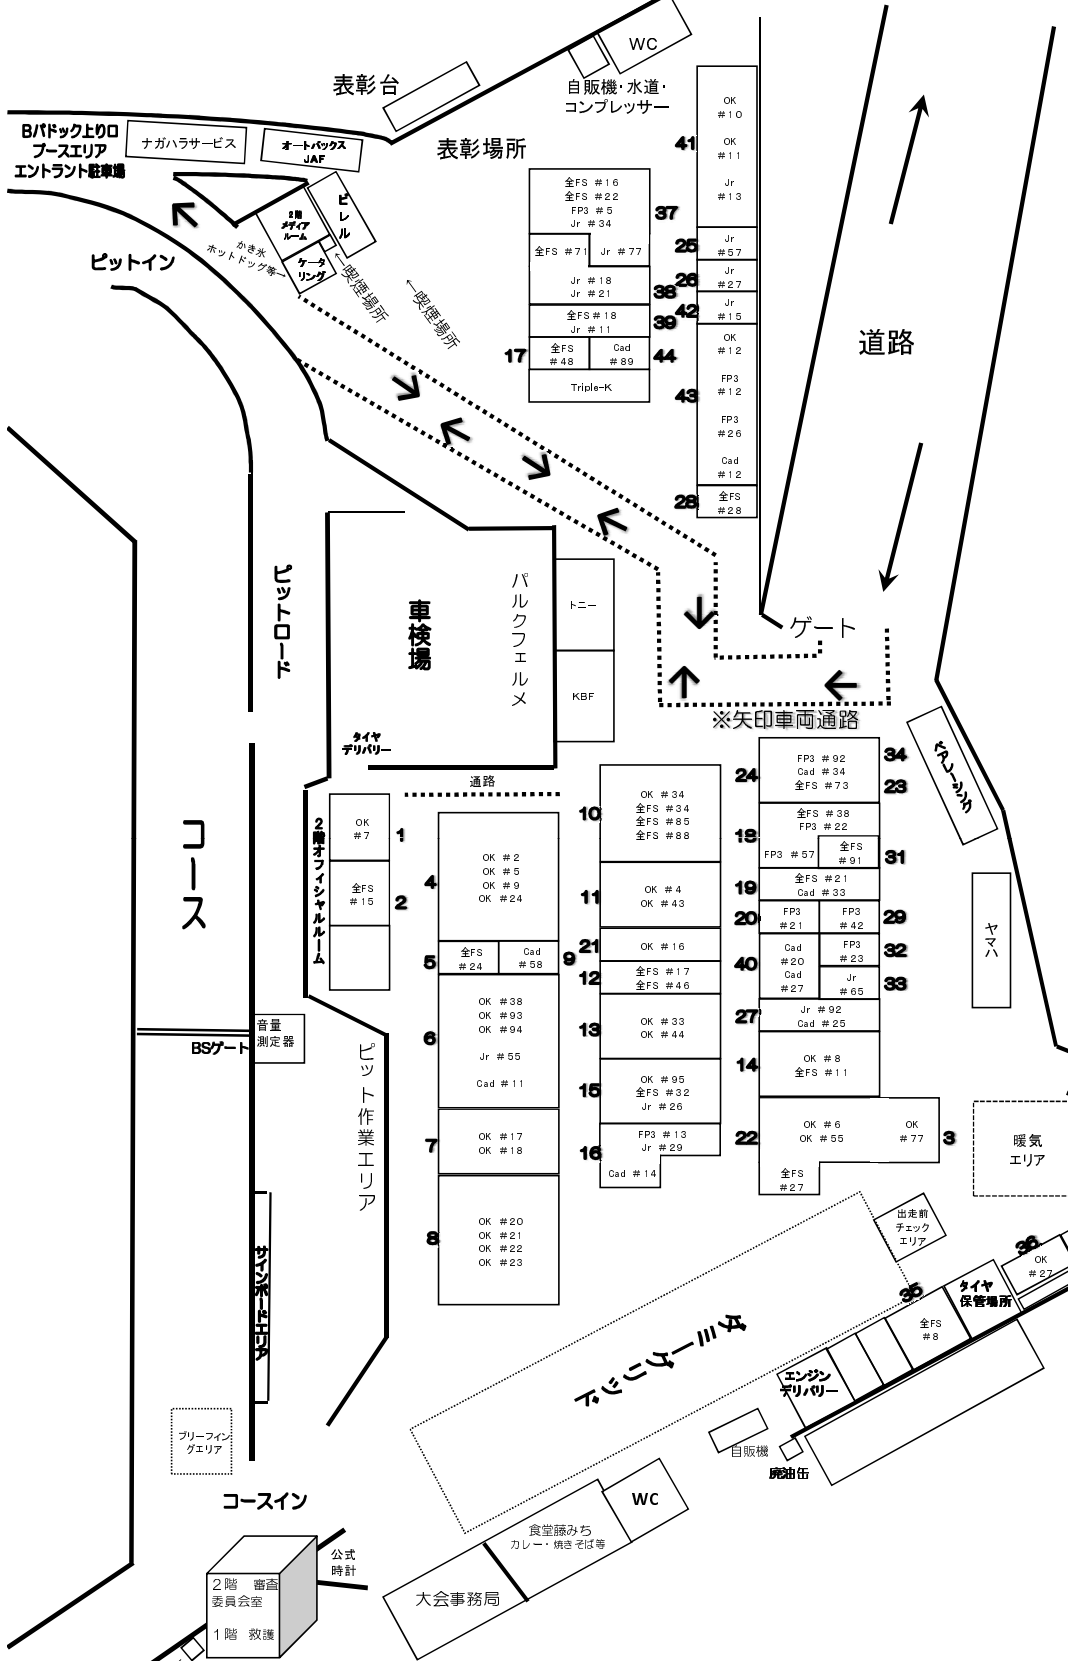 WC
表彰台
自販機・水道・
コンプレッサー
表彰場所
Bパドック上り口
ブースエリア
エントラント駐車場
ナガハラサービス
オートバックス
JAF
ビレル
2階
メディア
ルーム
ケータ
リング
かき氷
ホットドッグ等→
←喫煙場所
←喫煙場所
ピットイン
全FS #16
全FS #22
FP3 #5
Jr #34
37
全FS #71
Jr #77
Jr #18
Jr #21
38
全FS #18
Jr #11
39
17
全FS
#48
Cad
#89
44
Triple-K
41
OK
#10
OK
#11
Jr
#13
25
Jr
#57
26
Jr
#27
42
Jr
#15
43
OK
#12
FP3
#12
FP3
#26
Cad
#12
28
全FS
#28
道路
ゲート
※矢印車両通路
ピットロード
車検場
パルクフェルメ
トニー
KBF
タイヤ
デリバリー
通路
コース
2階オフィシャルルーム
OK
#7
1
全FS
#15
2
4
OK #2
OK #5
OK #9
OK #24
5
全FS
#24
Cad
#58
9
6
OK #38
OK #93
OK #94
Jr #55
Cad #11
7
OK #17
OK #18
8
OK #20
OK #21
OK #22
OK #23
10
OK #34
全FS #34
全FS #85
全FS #88
11
OK #4
OK #43
21
OK #16
12
全FS #17
全FS #46
13
OK #33
OK #44
15
OK #95
全FS #32
Jr #26
16
FP3 #13
Jr #29
Cad #14
24
FP3 #92
Cad #34
全FS #73
34
23
18
全FS #38
FP3 #22
FP3 #57
全FS
#91
31
19
全FS #21
Cad #33
20
FP3
#21
FP3
#42
29
40
Cad
#20
Cad
#27
FP3
#23
32
Jr
#65
33
27
Jr #92
Cad #25
14
OK #8
全FS #11
22
OK #6
OK #55
OK
#77
3
全FS
#27
ベアレーシング
ヤマハ
暖気
エリア
音量
測定器
BSゲート
ピット作業エリア
サインボードエリア
ブリーフィン
グエリア
コースイン
公式
時計
2階 審査
委員会室
1階 救護
ダミーグリッド
出走前
チェック
エリア
36
OK
#27
タイヤ
保管場所
35
全FS
#8
エンジン
デリバリー
自販機
廃油缶
WC
食堂藤みち
カレー・焼きそば等
大会事務局